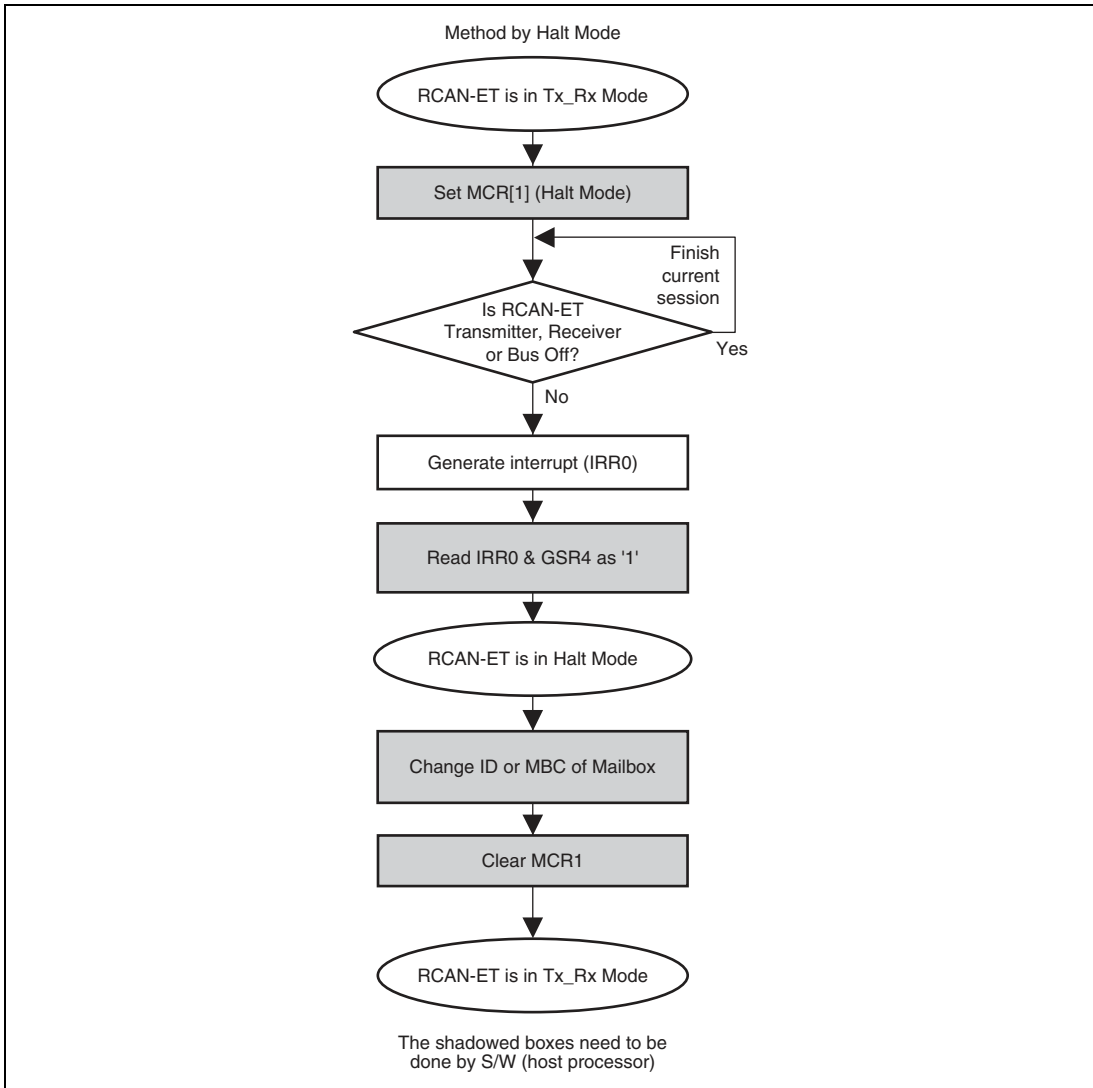 Method by Halt Mode
RCAN-ET is in Tx_Rx Mode
Set MCR[1] (Halt Mode)
Finish
current
session
Is RCAN-ET
Transmitter, Receiver
or Bus Off?
Yes
No
Generate interrupt (IRR0)
Read IRR0 & GSR4 as '1'
RCAN-ET is in Halt Mode
Change ID or MBC of Mailbox
Clear MCR1
RCAN-ET is in Tx_Rx Mode
The shadowed boxes need to be
done by S/W (host processor)